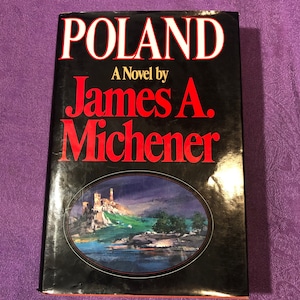 POLAND
A Novel by
James A.
Michener